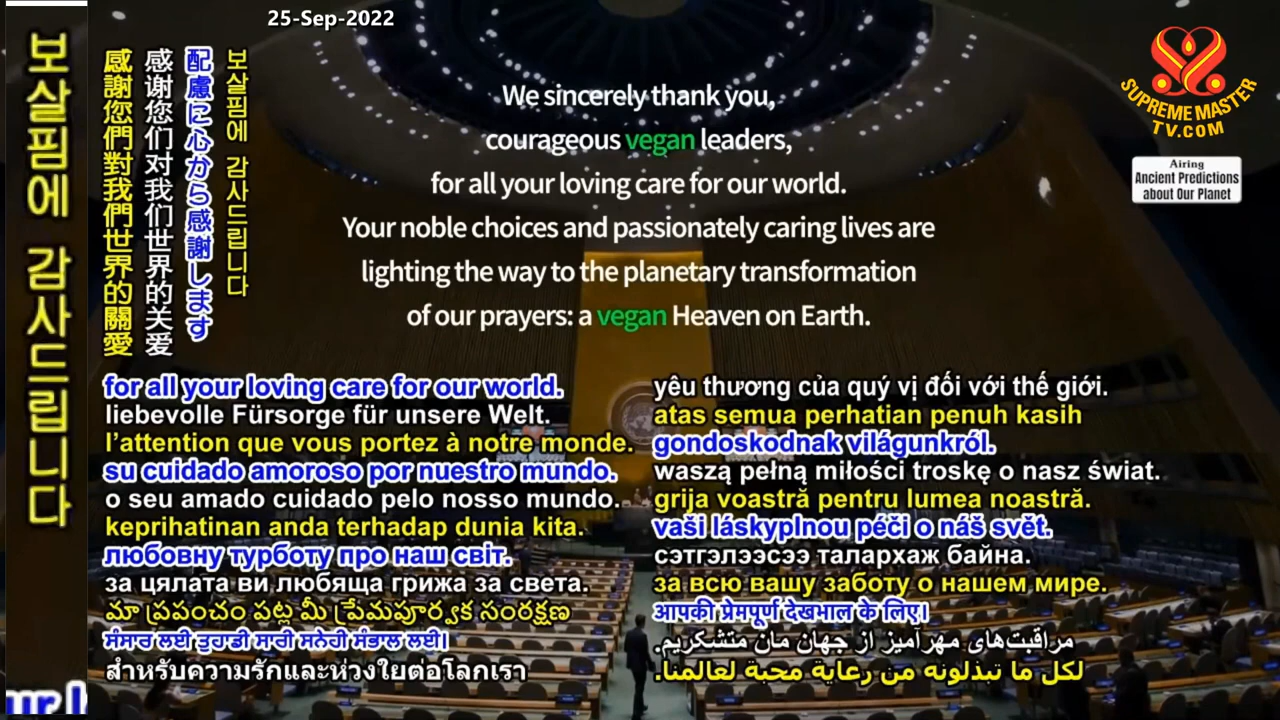 25-Sep-2022
보살핌에 감사드립니다
感謝您們對我們世界的關愛
感谢您们对我们世界的关爱
配慮に心から感謝します
보살핌에 감사드립니다
We sincerely thank you,
courageous vegan leaders,
for all your loving care for our world.
Your noble choices and passionately caring lives are
lighting the way to the planetary transformation
of our prayers: a vegan Heaven on Earth.
SUPREME MASTER
TV.COM
Airing
Ancient Predictions
about Our Planet
for all your loving care for our world.
liebevolle Fürsorge für unsere Welt.
l'attention que vous portez à notre monde.
su cuidado amoroso por nuestro mundo.
o seu amado cuidado pelo nosso mundo.
keprihatinan anda terhadap dunia kita.
любовну турботу про наш світ.
за цялата ви любяща грижа за света.
మా ప్రపంచం పట్ల మీ ప్రేమపూర్వక సంరక్షణ
ਸੰਸਾਰ ਲਈ ਤੁਹਾਡੀ ਸਾਰੀ ਸਨੇਹੀ ਸੰਭਾਲ ਲਈ।
สำหรับความรักและห่วงใยต่อโลกเรา
yêu thương của quý vị đối với thế giới.
atas semua perhatian penuh kasih
gondoskodnak világunkról.
waszą pełną miłości troskę o nasz świat.
grija voastră pentru lumea noastră.
vaši láskyplnou péči o náš svět.
сэтгэлээсээ талархаж байна.
за всю вашу заботу о нашем мире.
आपकी प्रेमपूर्ण देखभाल के लिए।
مراقبت‌های مهرآمیز از جهان مان متشکریم.
لكل ما تبذلونه من رعاية محبة لعالمنا.